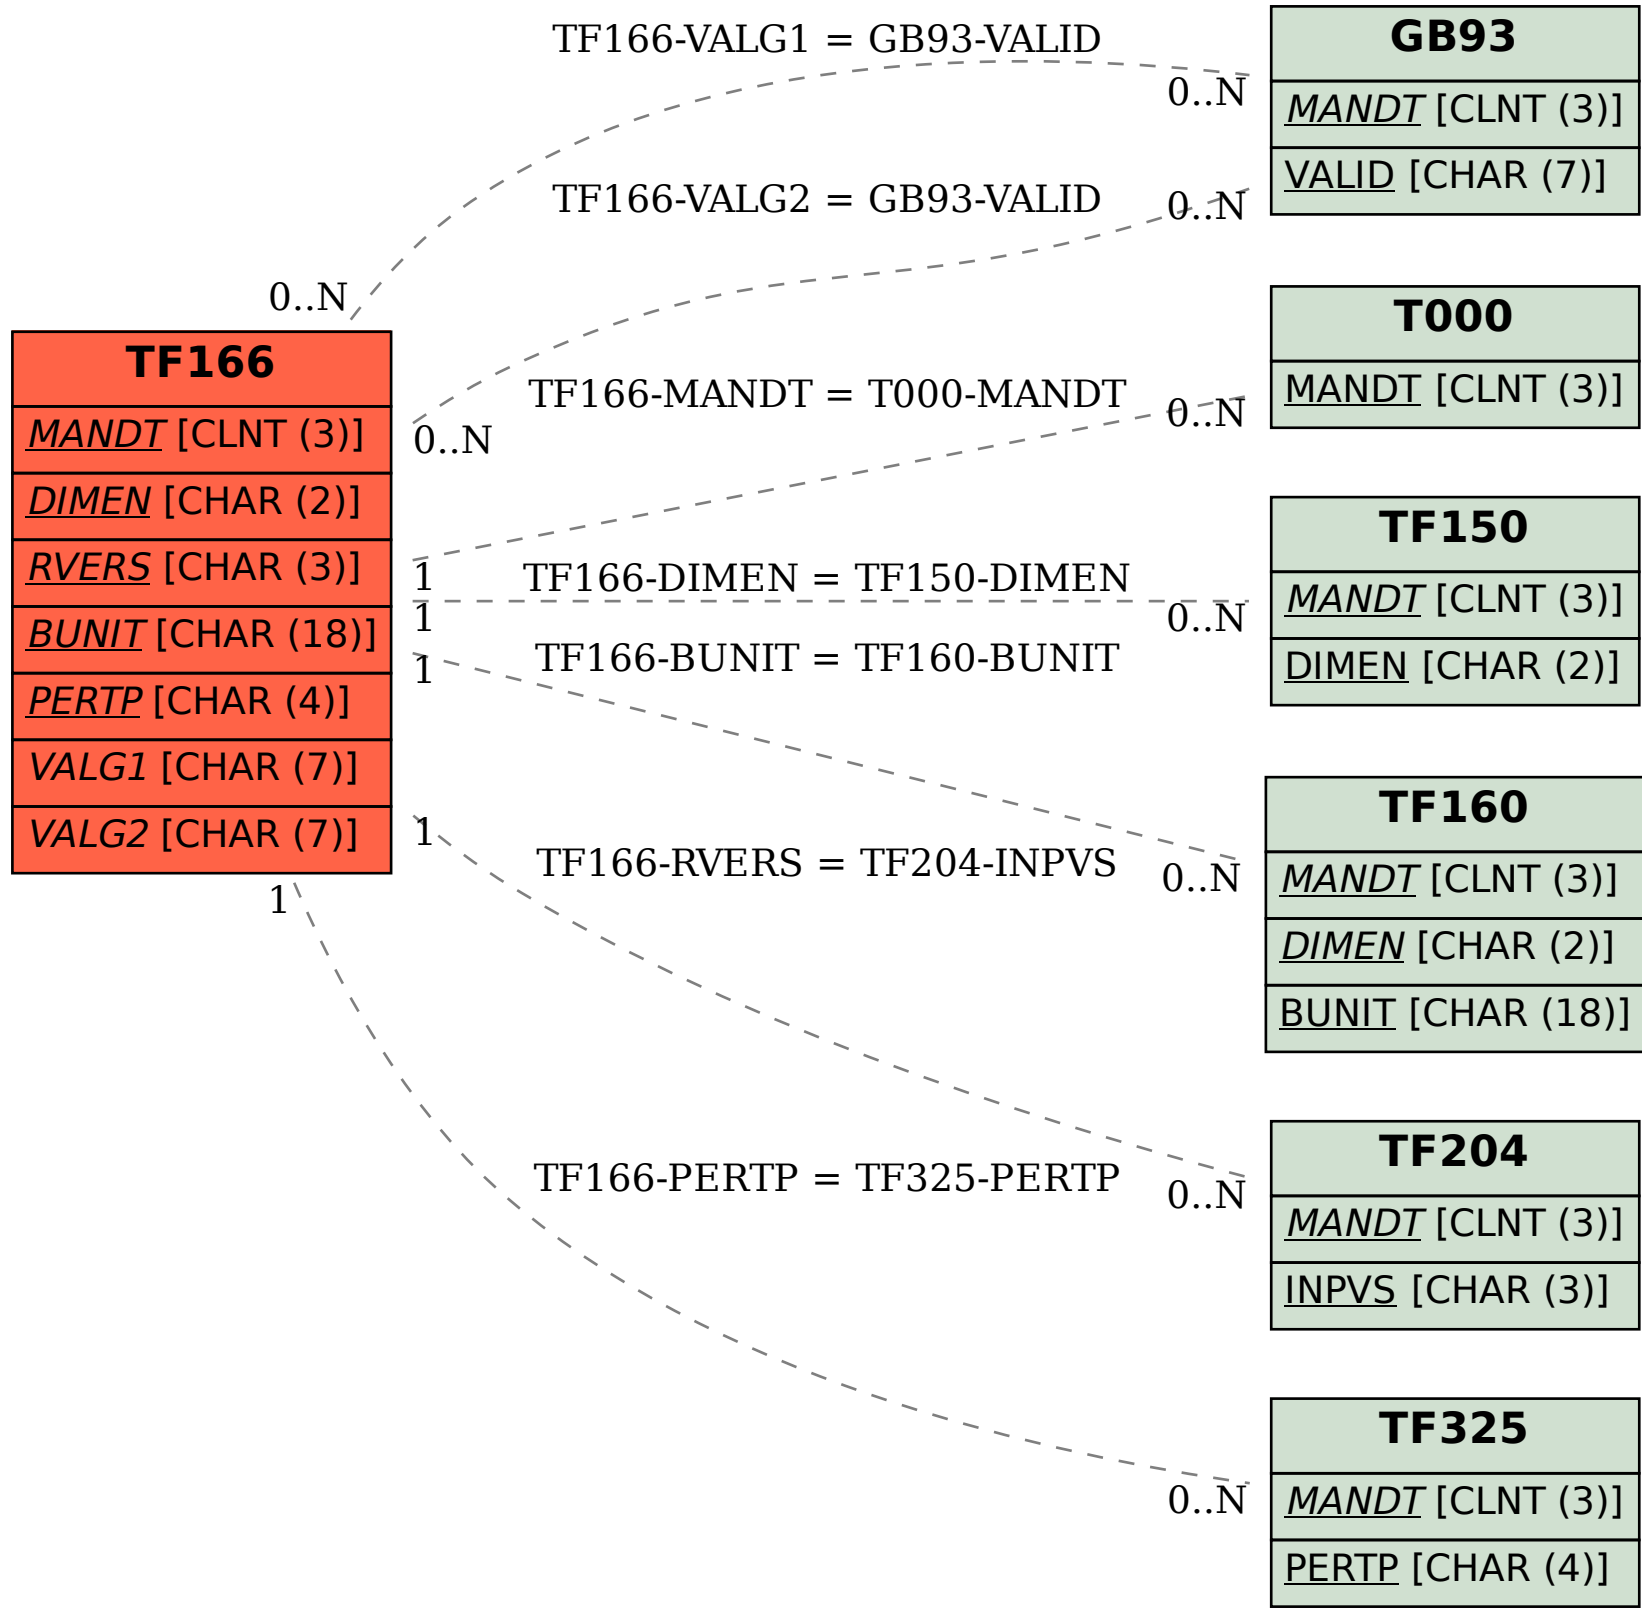 TF166-VALG1 = GB93-VALID
0..N
GB93
MANDT [CLNT (3)]
VALID [CHAR (7)]
TF166-VALG2 = GB93-VALID
0..N
0..N
TF166
MANDT [CLNT (3)]
DIMEN [CHAR (2)]
RVERS [CHAR (3)]
BUNIT [CHAR (18)]
PERTP [CHAR (4)]
VALG1 [CHAR (7)]
VALG2 [CHAR (7)]
0..N
TF166-MANDT = T000-MANDT
0..N
T000
MANDT [CLNT (3)]
1
TF166-DIMEN = TF150-DIMEN
1
0..N
TF150
MANDT [CLNT (3)]
DIMEN [CHAR (2)]
1
TF166-BUNIT = TF160-BUNIT
0..N
TF160
MANDT [CLNT (3)]
DIMEN [CHAR (2)]
BUNIT [CHAR (18)]
1
TF166-RVERS = TF204-INPVS
0..N
TF204
MANDT [CLNT (3)]
INPVS [CHAR (3)]
1
TF166-PERTP = TF325-PERTP
0..N
TF325
MANDT [CLNT (3)]
PERTP [CHAR (4)]